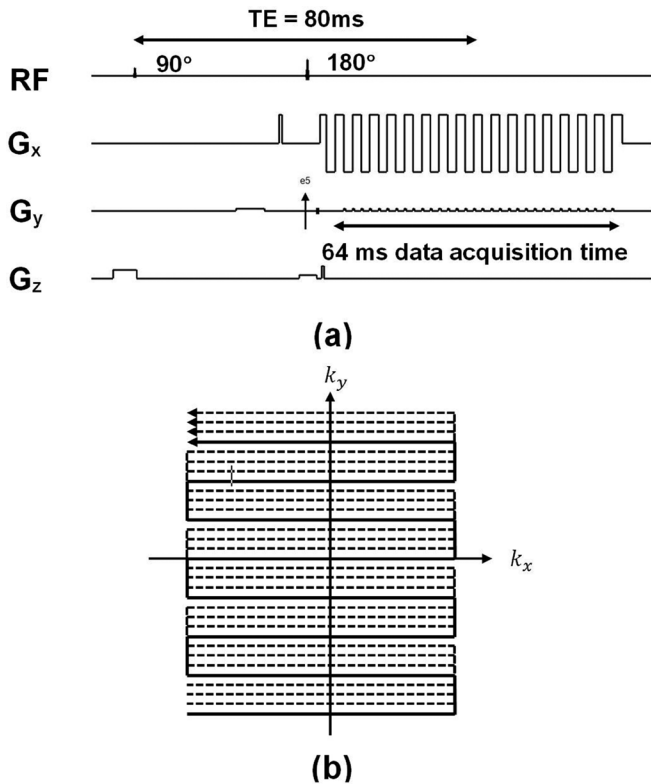 TE = 80ms
90°
180°
RF
Gx
e5
Gy
64 ms data acquisition time
Gz
(a)
ky
kx
(b)